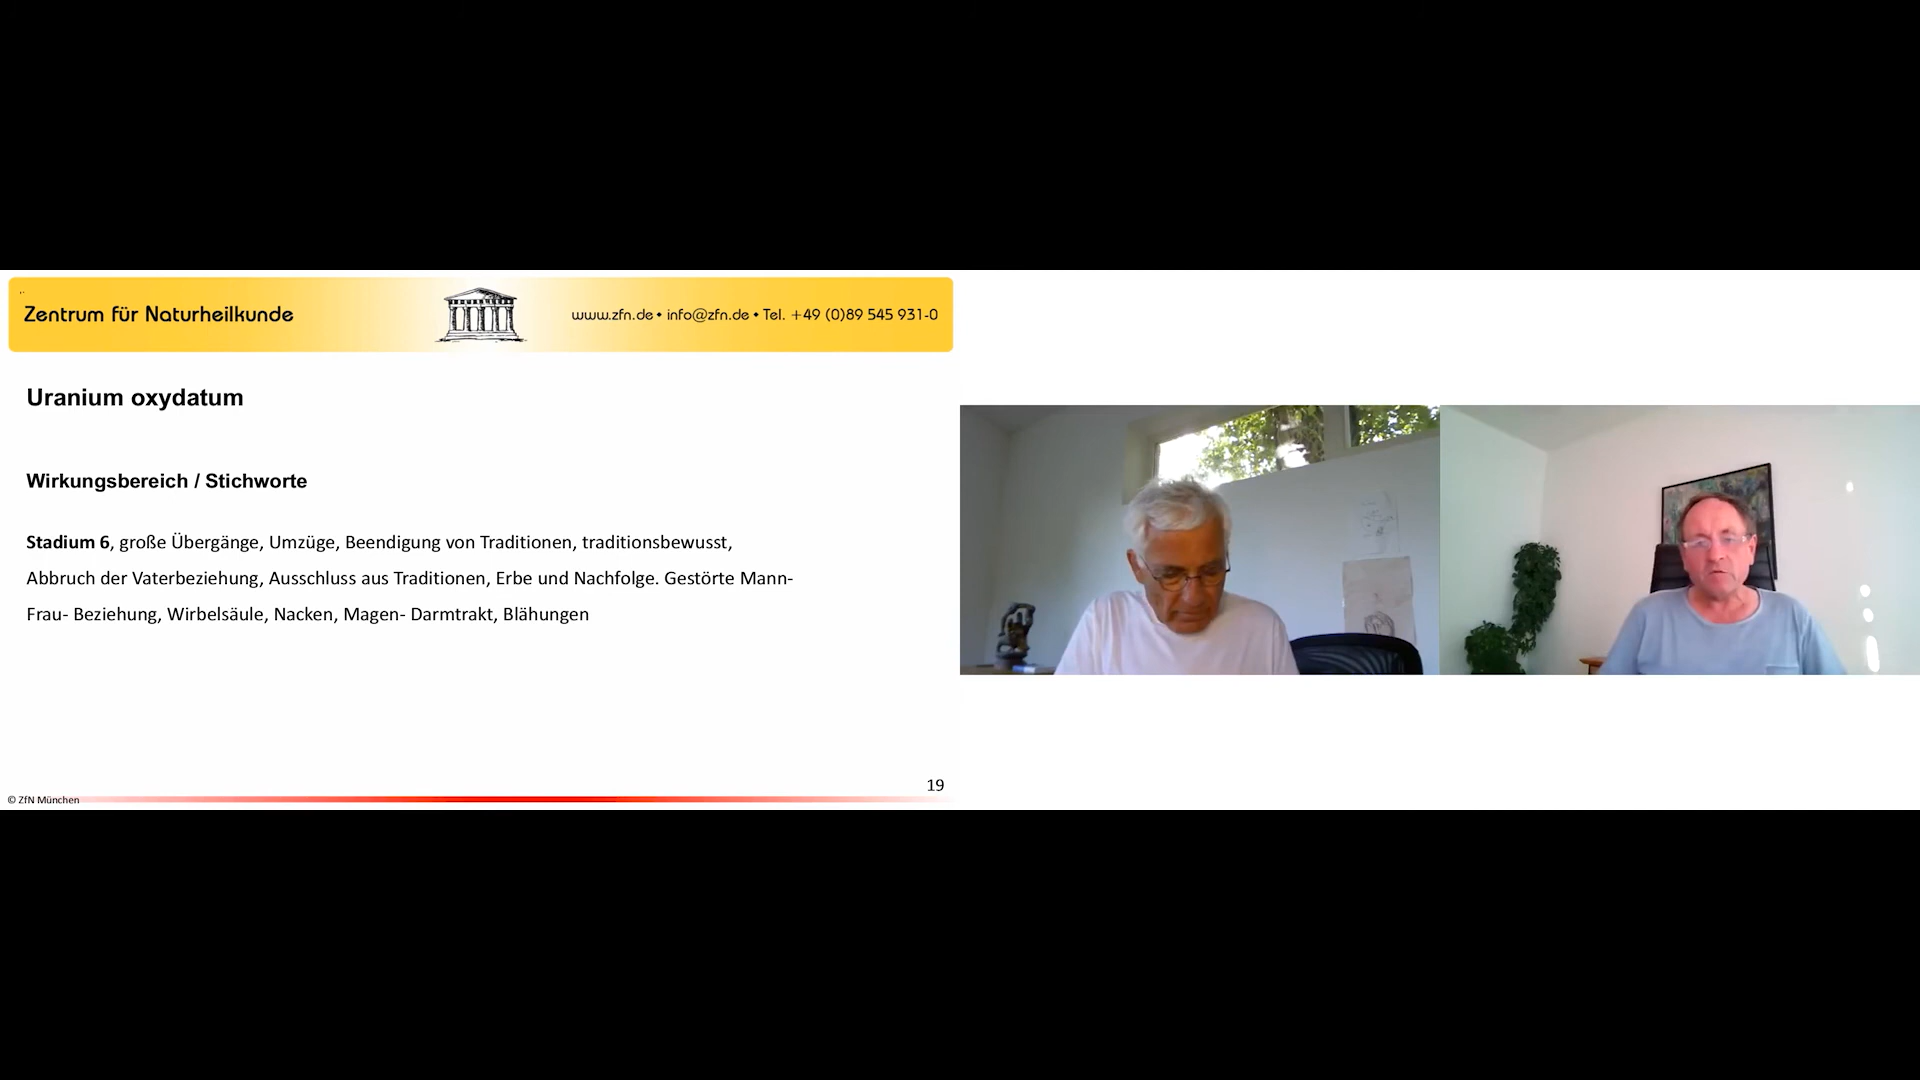 Zentrum für Naturheilkunde
www.zfn.de • info@zfn.de • Tel. +49 (0)89 545 931-0
Uranium oxydatum
Wirkungsbereich / Stichworte
Stadium 6, große Übergänge, Umzüge, Beendigung von Traditionen, traditionsbewusst,
Abbruch der Vaterbeziehung, Ausschluss aus Traditionen, Erbe und Nachfolge. Gestörte Mann-
Frau- Beziehung, Wirbelsäule, Nacken, Magen- Darmtrakt, Blähungen
19
© ZfN München